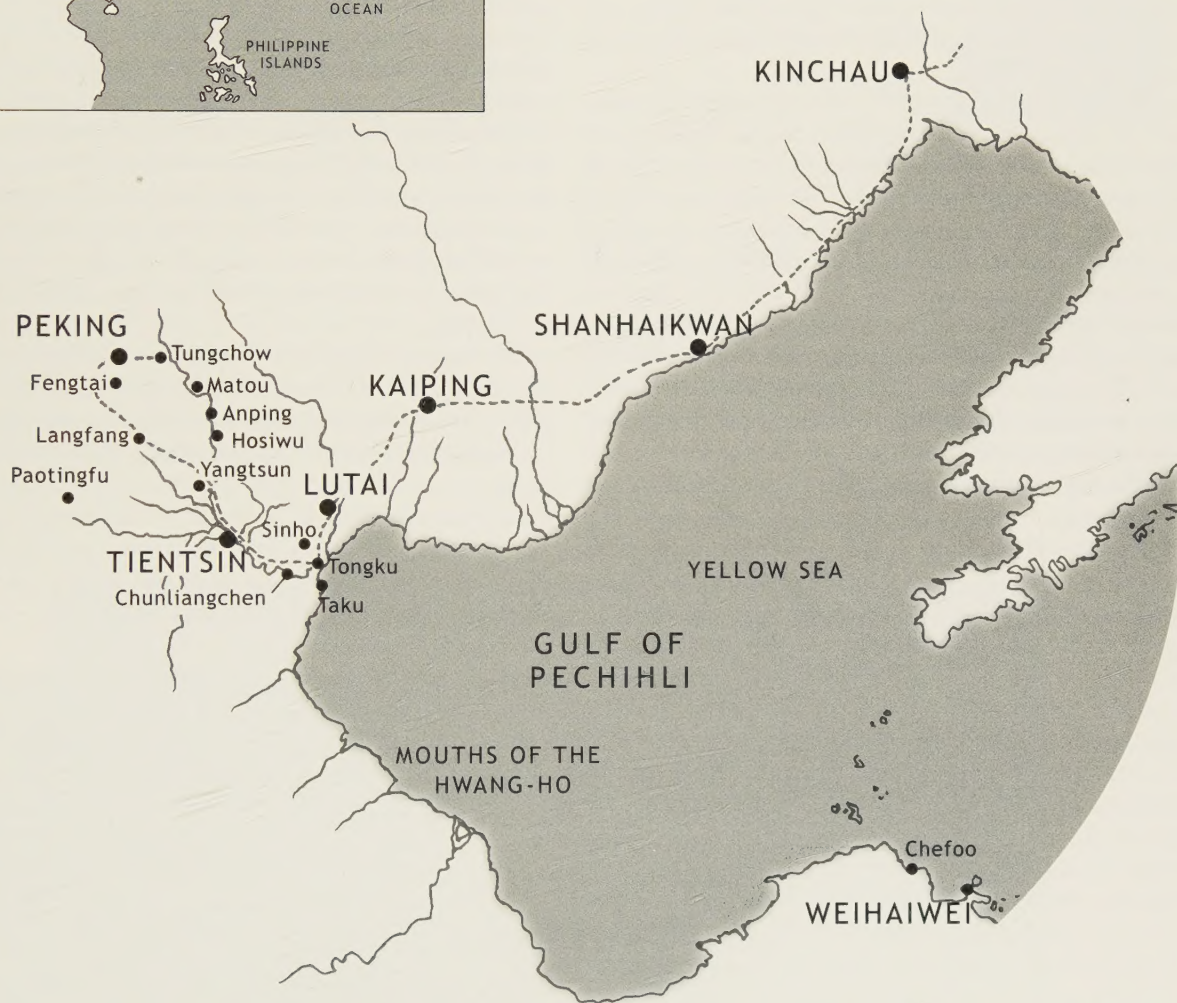 OCEAN
PHILIPPINE
ISLANDS
KINCHAU
SHANHAIKWAN
PEKING
Tungchow
Fengtai
Matou
KAIPING
Anping
Langfang
Hosiwu
Paotingfu
Yangtsun
LUTAI
Sinho
TIENTSIN
Tongku
Chunliangchen
Taku
YELLOW SEA
GULF OF
PECHIHLI
MOUTHS OF THE
HWANG-HO
Chefoo
WEIHAIWEI